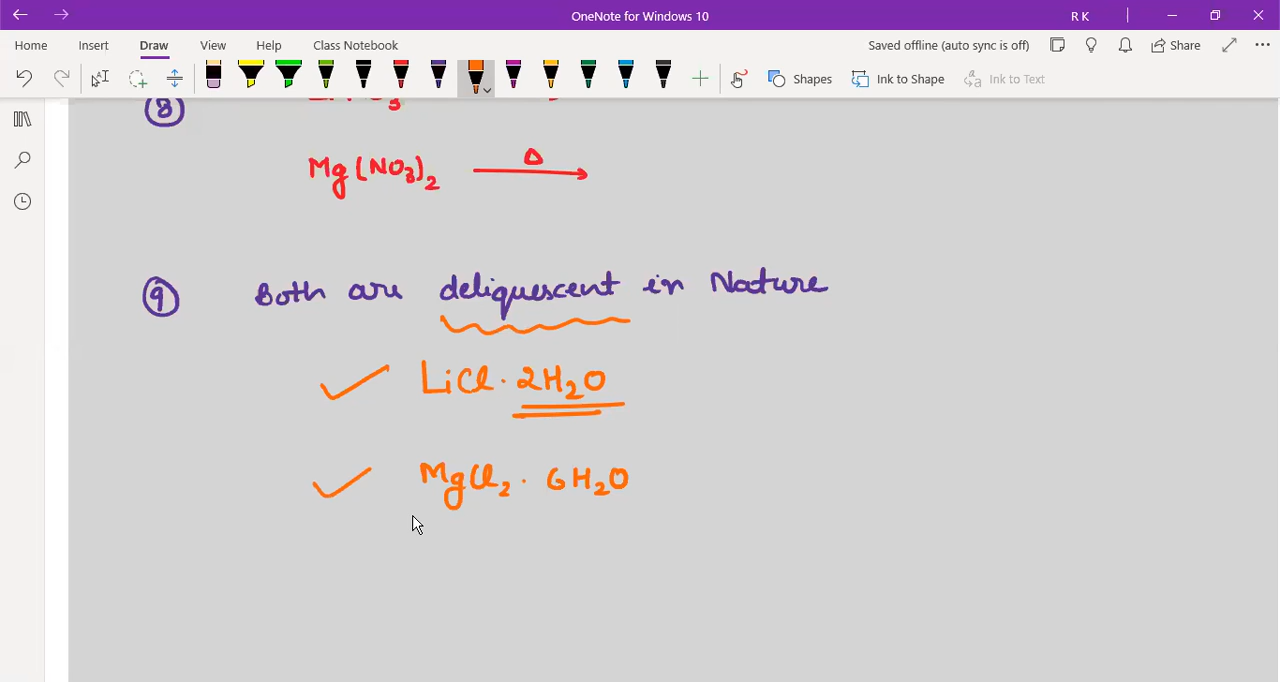 OneNote for Windows 10
R K
Home Insert Draw View Help Class Notebook
Saved offline (auto sync is off) Share
Shapes Ink to Shape Ink to Text
8
Mg(NO3)2 Δ →
9 Both are deliquescent in Nature
✓ LiCl · 2H2O
✓ MgCl2 · 6H2O